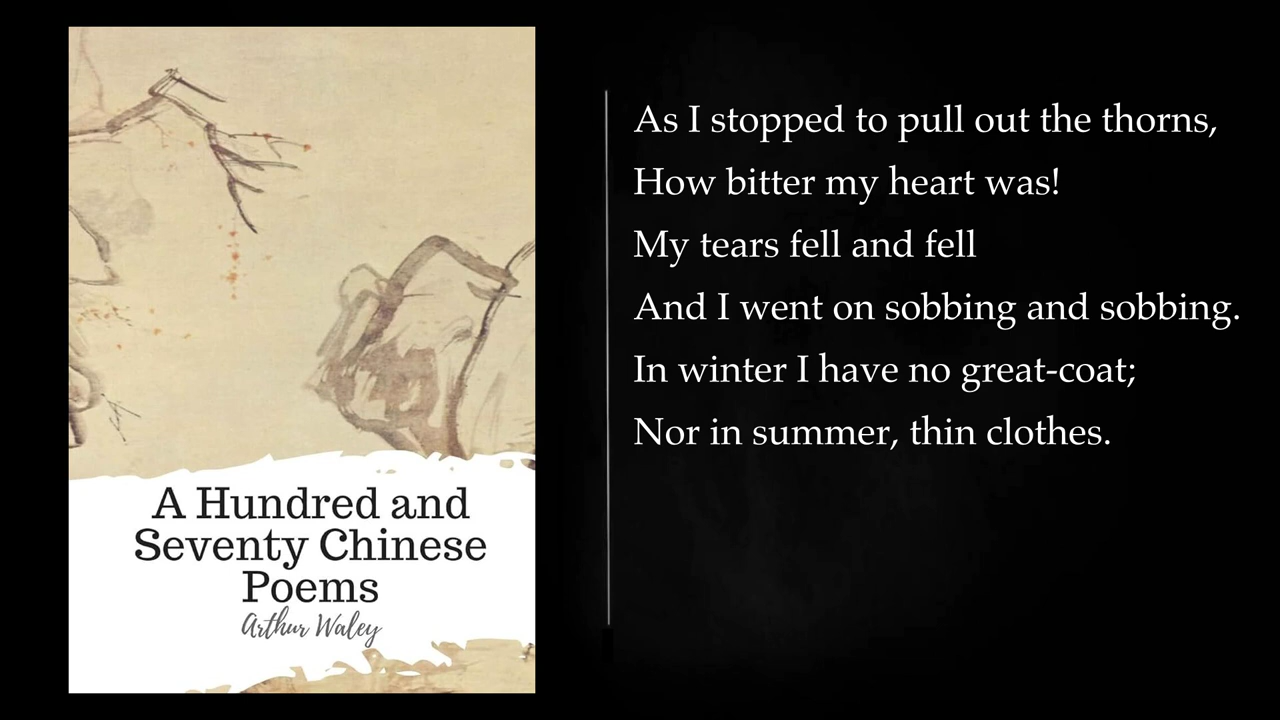 A Hundred and
Seventy Chinese
Poems
Arthur Waley
As I stopped to pull out the thorns,
How bitter my heart was!
My tears fell and fell
And I went on sobbing and sobbing.
In winter I have no great-coat;
Nor in summer, thin clothes.